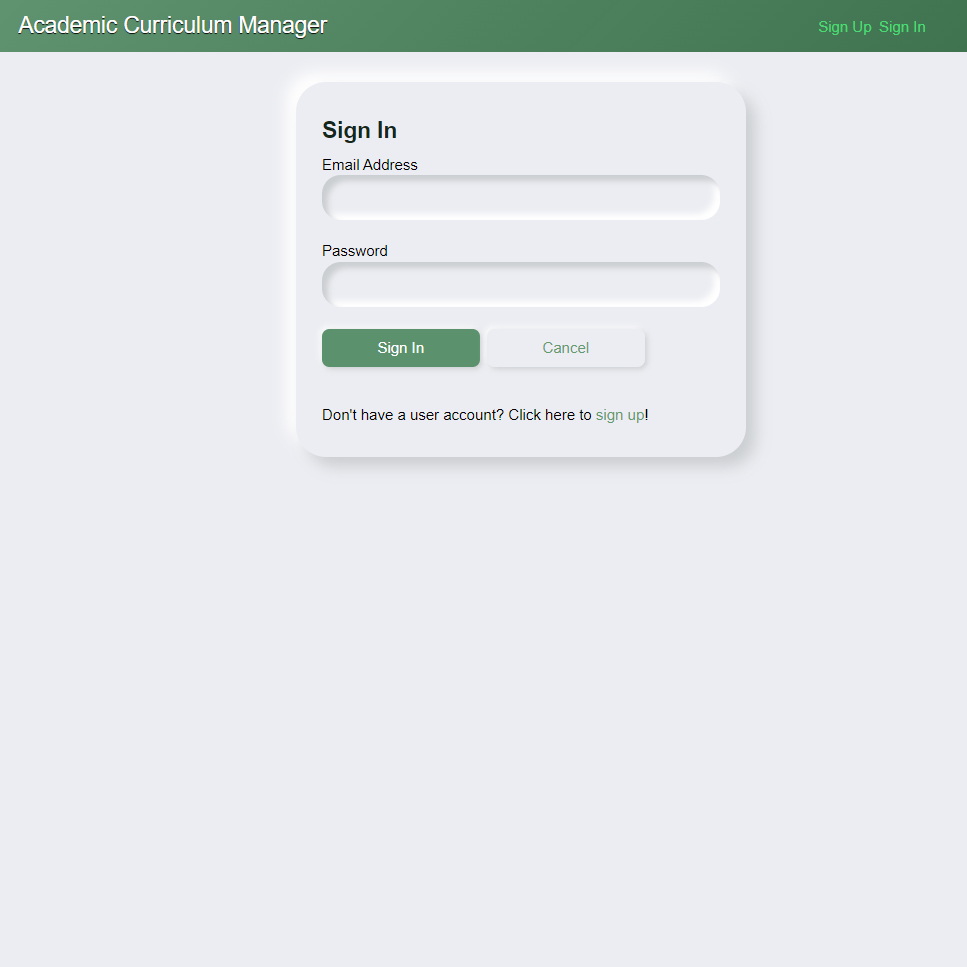 Academic Curriculum Manager
Sign Up Sign In
Sign In
Email Address
Password
Sign In Cancel
Don't have a user account? Click here to sign up!